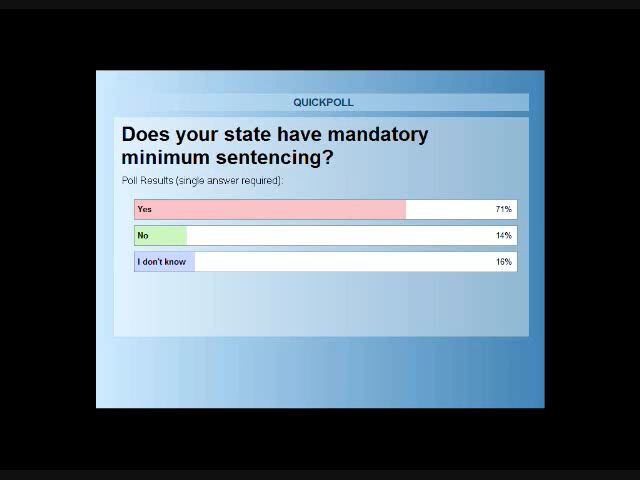 QUICKPOLL
Does your state have mandatory
minimum sentencing?
Poll Results (single answer required):
Yes 71%
No 14%
I don't know 16%